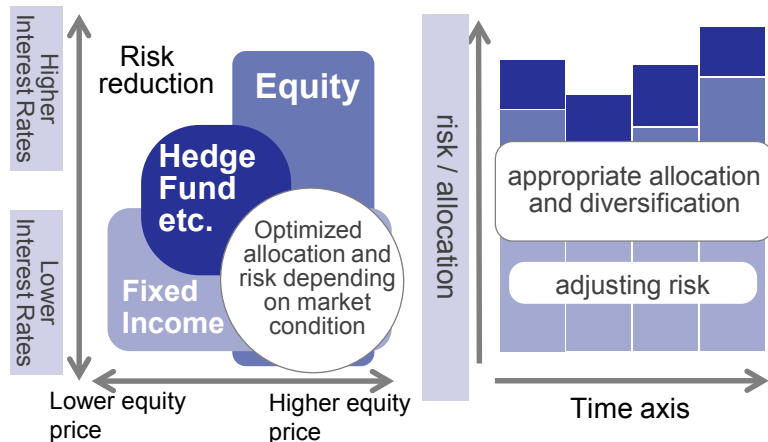 Higher
Interest Rates
Lower
Interest Rates
Risk
reduction
Equity
Hedge
Fund
etc.
Fixed
Income
Optimized
allocation and
risk depending
on market
condition
Lower equity
price
Higher equity
price
risk / allocation
appropriate allocation
and diversification
adjusting risk
Time axis